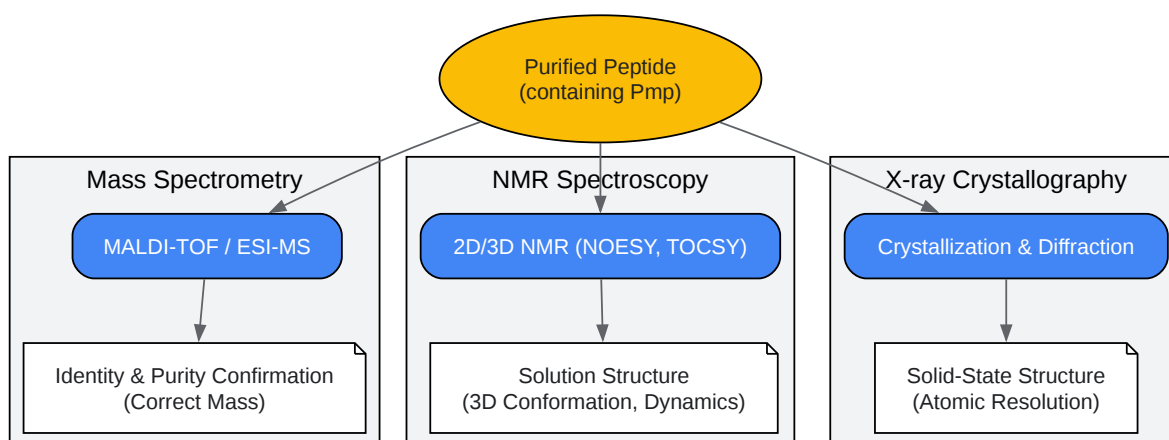 Purified Peptide
(containing Pmp)
Mass Spectrometry
MALDI-TOF / ESI-MS
Identity & Purity Confirmation
(Correct Mass)
NMR Spectroscopy
2D/3D NMR (NOESY, TOCSY)
Solution Structure
(3D Conformation, Dynamics)
X-ray Crystallography
Crystallization & Diffraction
Solid-State Structure
(Atomic Resolution)